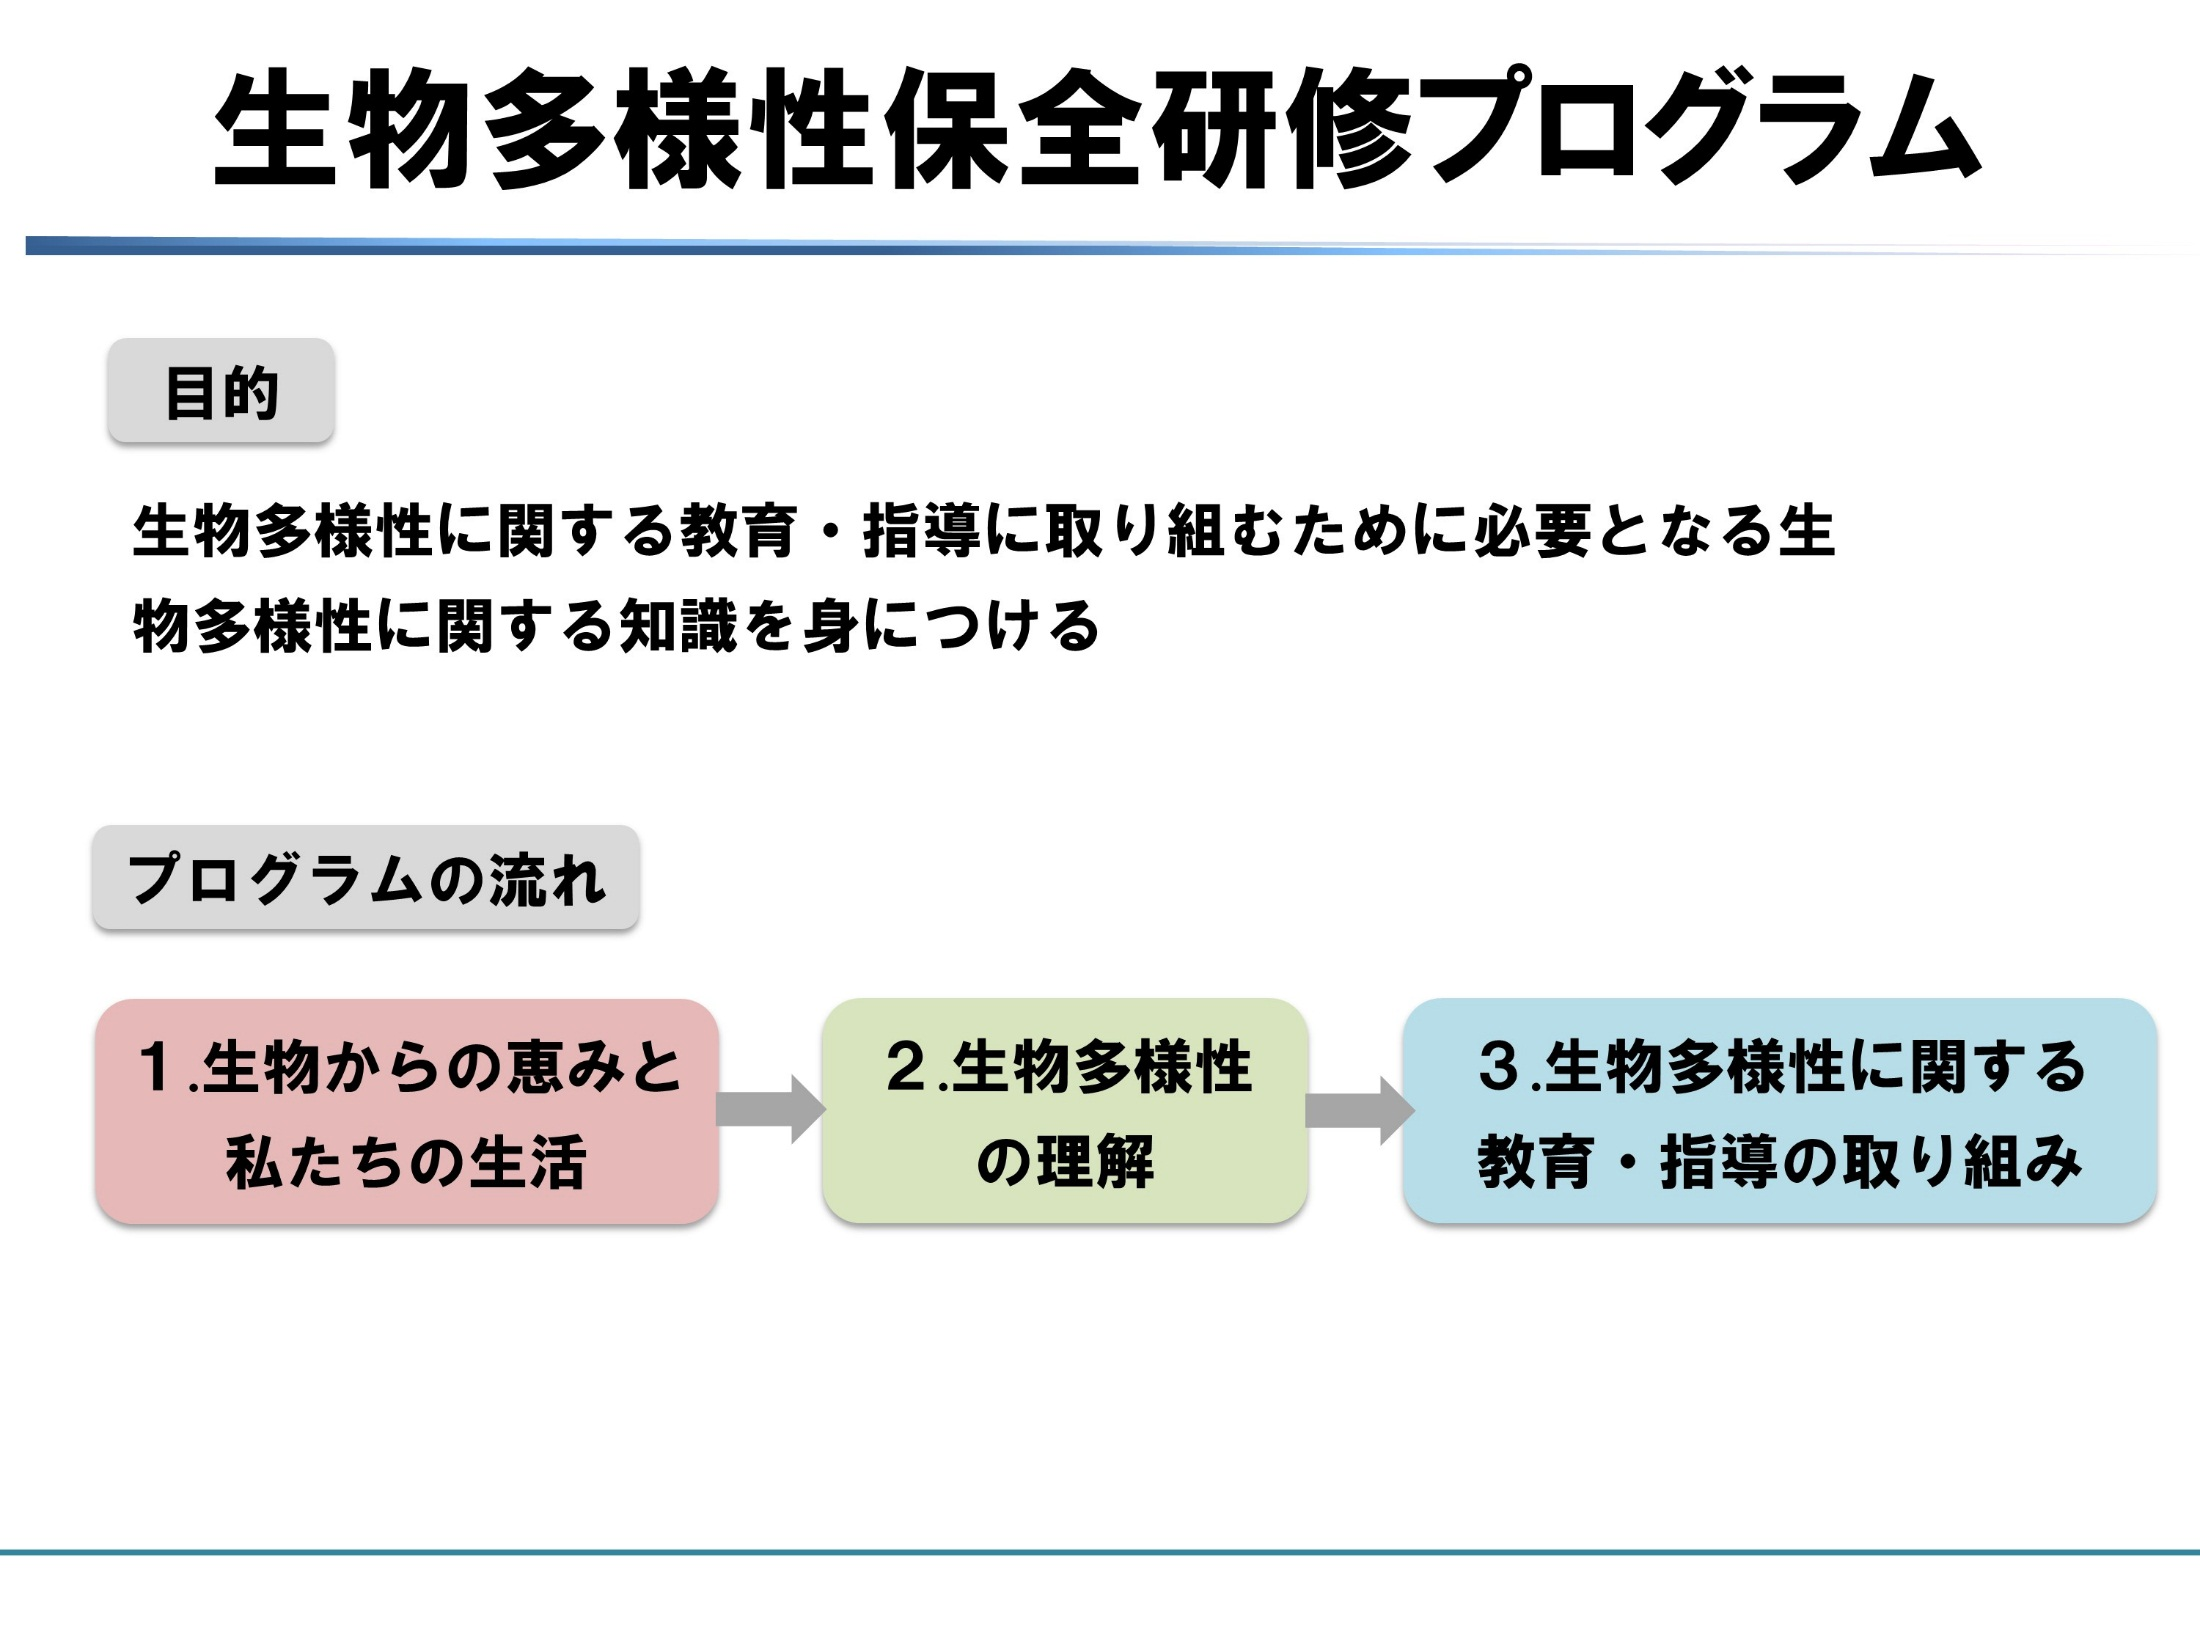 生物多様性保全研修プログラム
目的
生物多様性に関する教育・指導に取り組むために必要となる生
物多様性に関する知識を身につける
プログラムの流れ
１.生物からの恵みと
私たちの生活
２.生物多様性
の理解
３.生物多様性に関する
教育・指導の取り組み